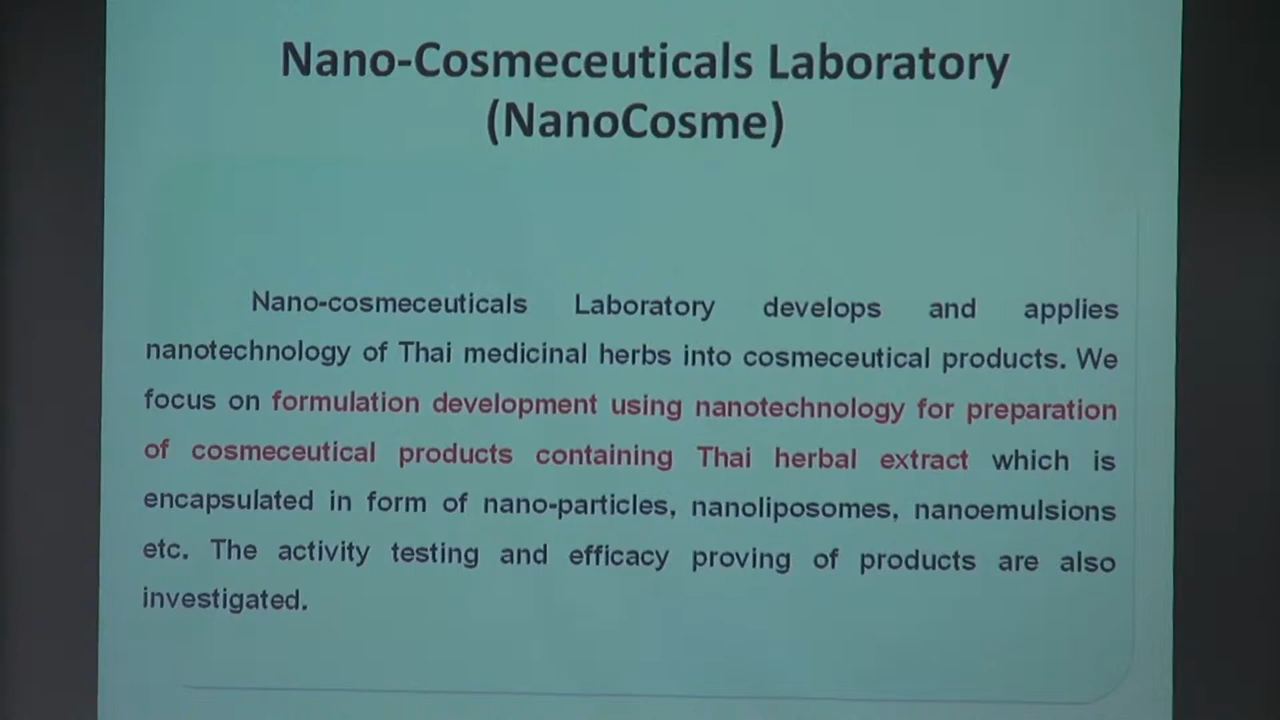 Nano-Cosmeceuticals Laboratory
(NanoCosme)
Nano-cosmeceuticals Laboratory develops and applies
nanotechnology of Thai medicinal herbs into cosmeceutical products. We
focus on formulation development using nanotechnology for preparation
of cosmeceutical products containing Thai herbal extract which is
encapsulated in form of nano-particles, nanoliposomes, nanoemulsions
etc. The activity testing and efficacy proving of products are also
investigated.